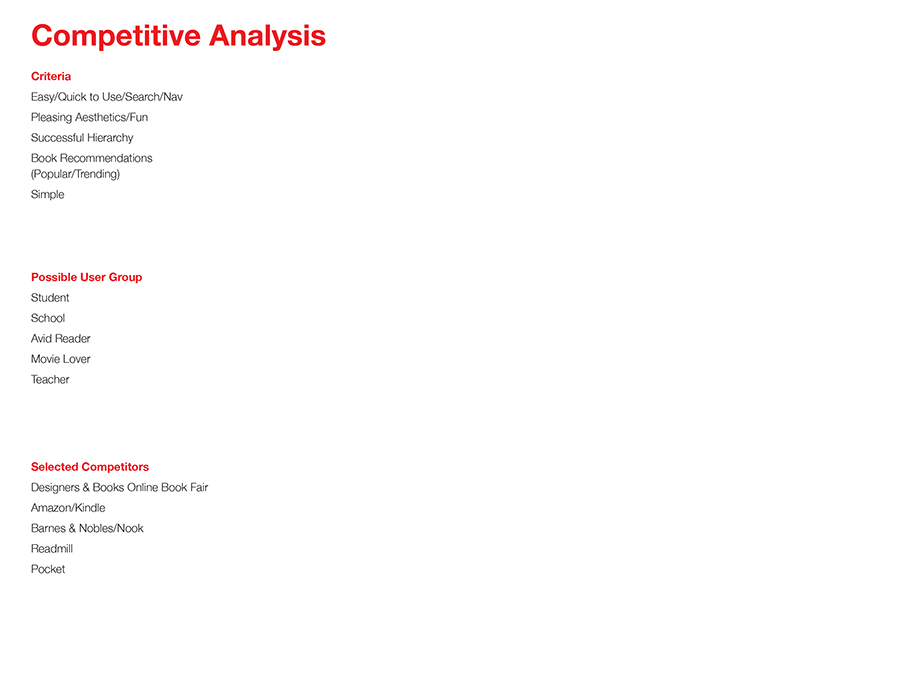 Competitive Analysis
Criteria
Easy/Quick to Use/Search/Nav
Pleasing Aesthetics/Fun
Successful Hierarchy
Book Recommendations
(Popular/Trending)
Simple
Possible User Group
Student
School
Avid Reader
Movie Lover
Teacher
Selected Competitors
Designers & Books Online Book Fair
Amazon/Kindle
Barnes & Nobles/Nook
Readmill
Pocket